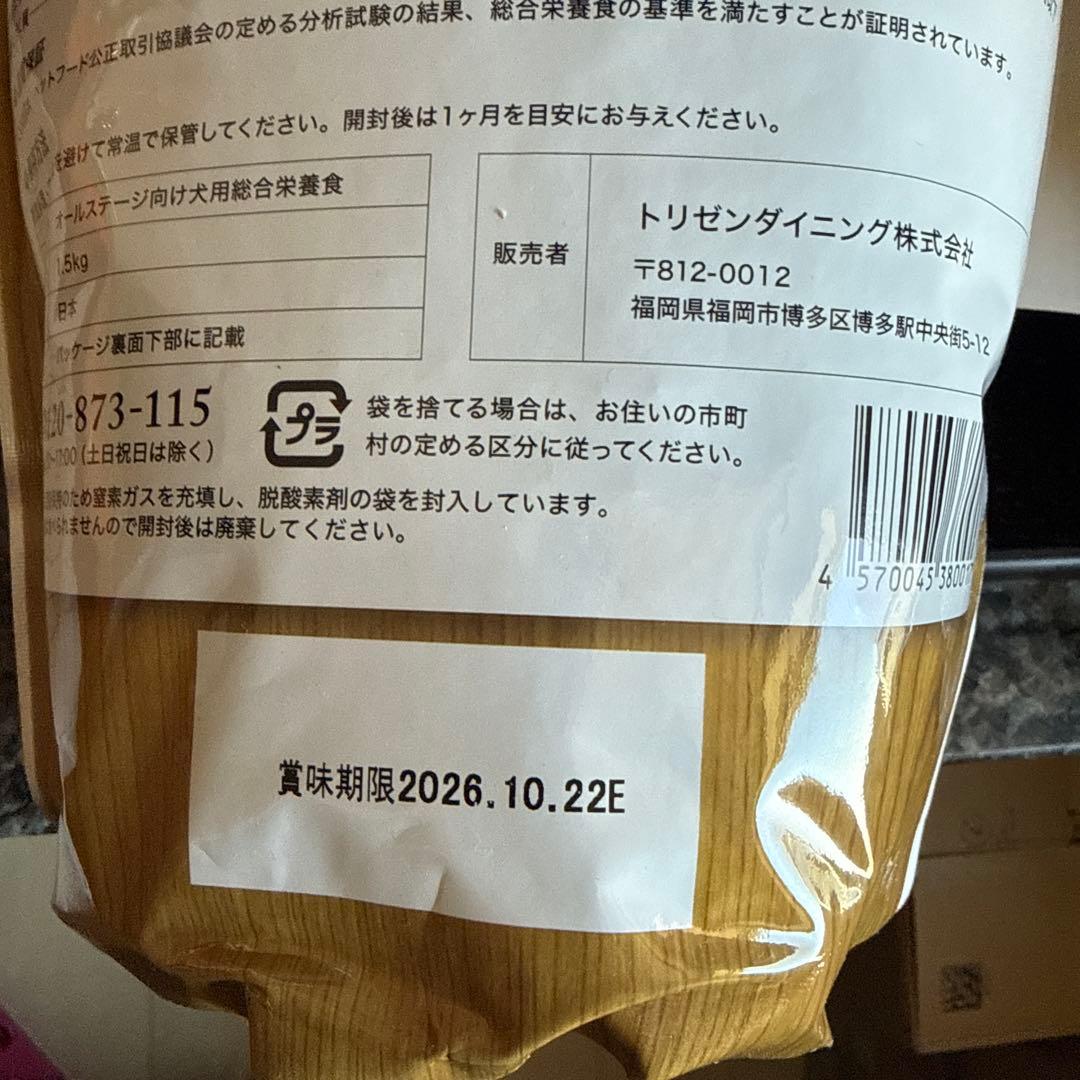 保証
ットフード公正取引協議会の定める分析試験の結果、総合栄養食の基準を満たすことが証明されています。
を避けて常温で保管してください。開封後は1ヶ月を目安にお与えください。
オールステージ向け犬用総合栄養食
1.5kg
日本
パッケージ裏面下部に記載
販売者
トリゼンダイニング株式会社
〒812-0012
福岡県福岡市博多区博多駅中央街5-12
20-873-115
17:00（土日祝日は除く）
プラ
袋を捨てる場合は、お住いの市町
村の定める区分に従ってください。
のため窒素ガスを充填し、脱酸素剤の袋を封入しています。
べられませんので開封後は廃棄してください。
4 570045 38001
賞味期限2026.10.22E